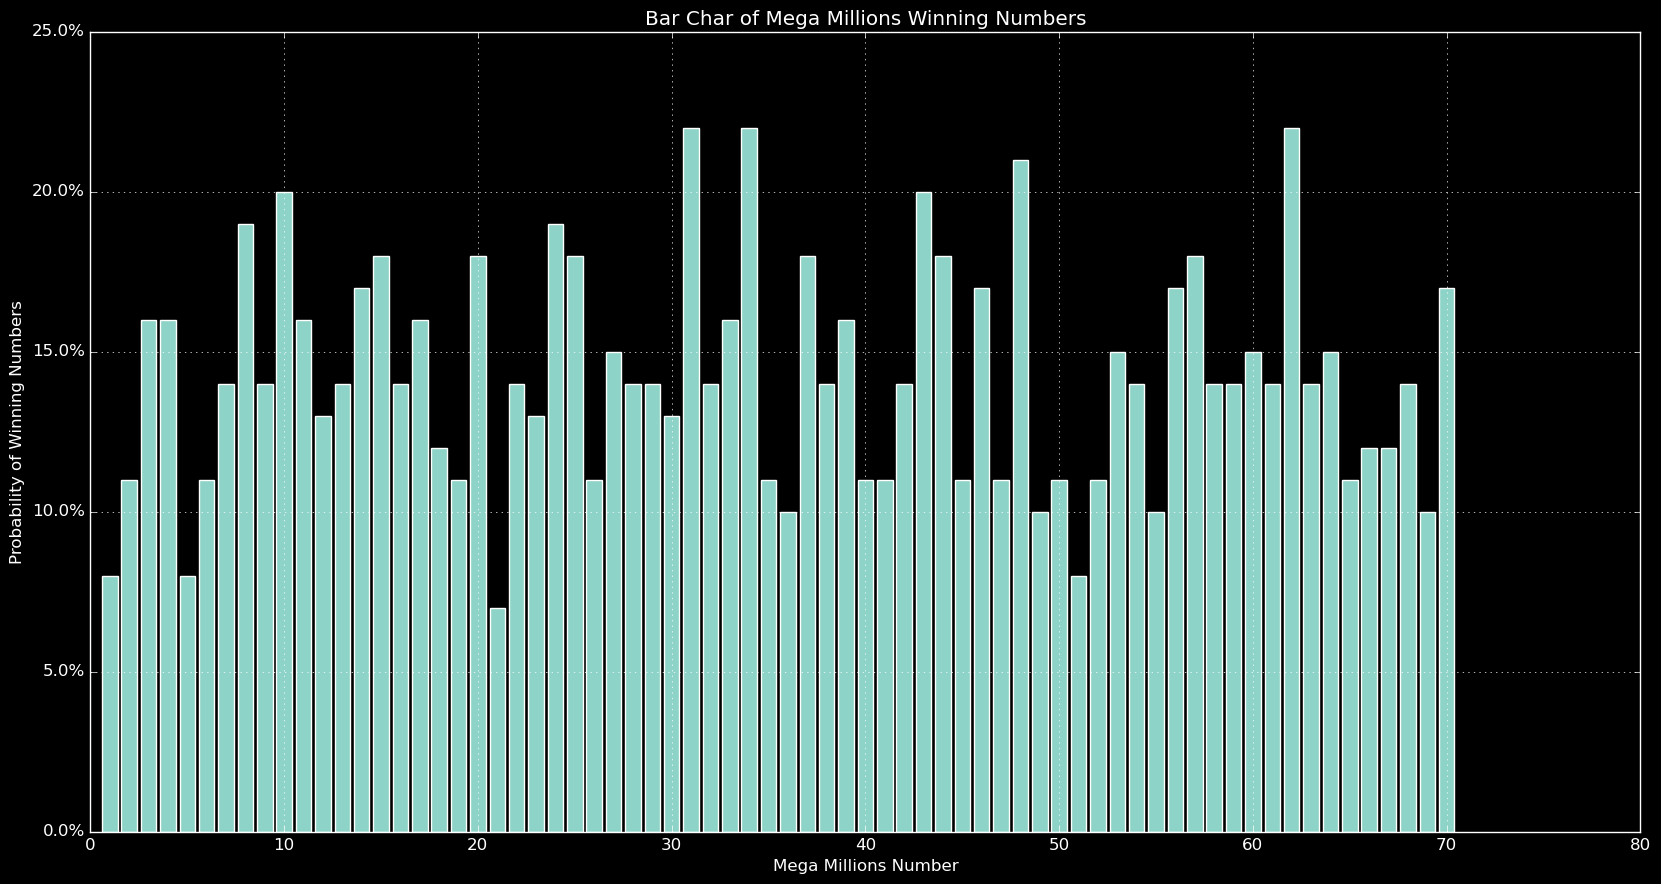 Bar Char of Mega Millions Winning Numbers
25.0%
20.0%
15.0%
10.0%
5.0%
0.0%
Probability of Winning Numbers
0 10 20 30 40 50 60 70 80
Mega Millions Number